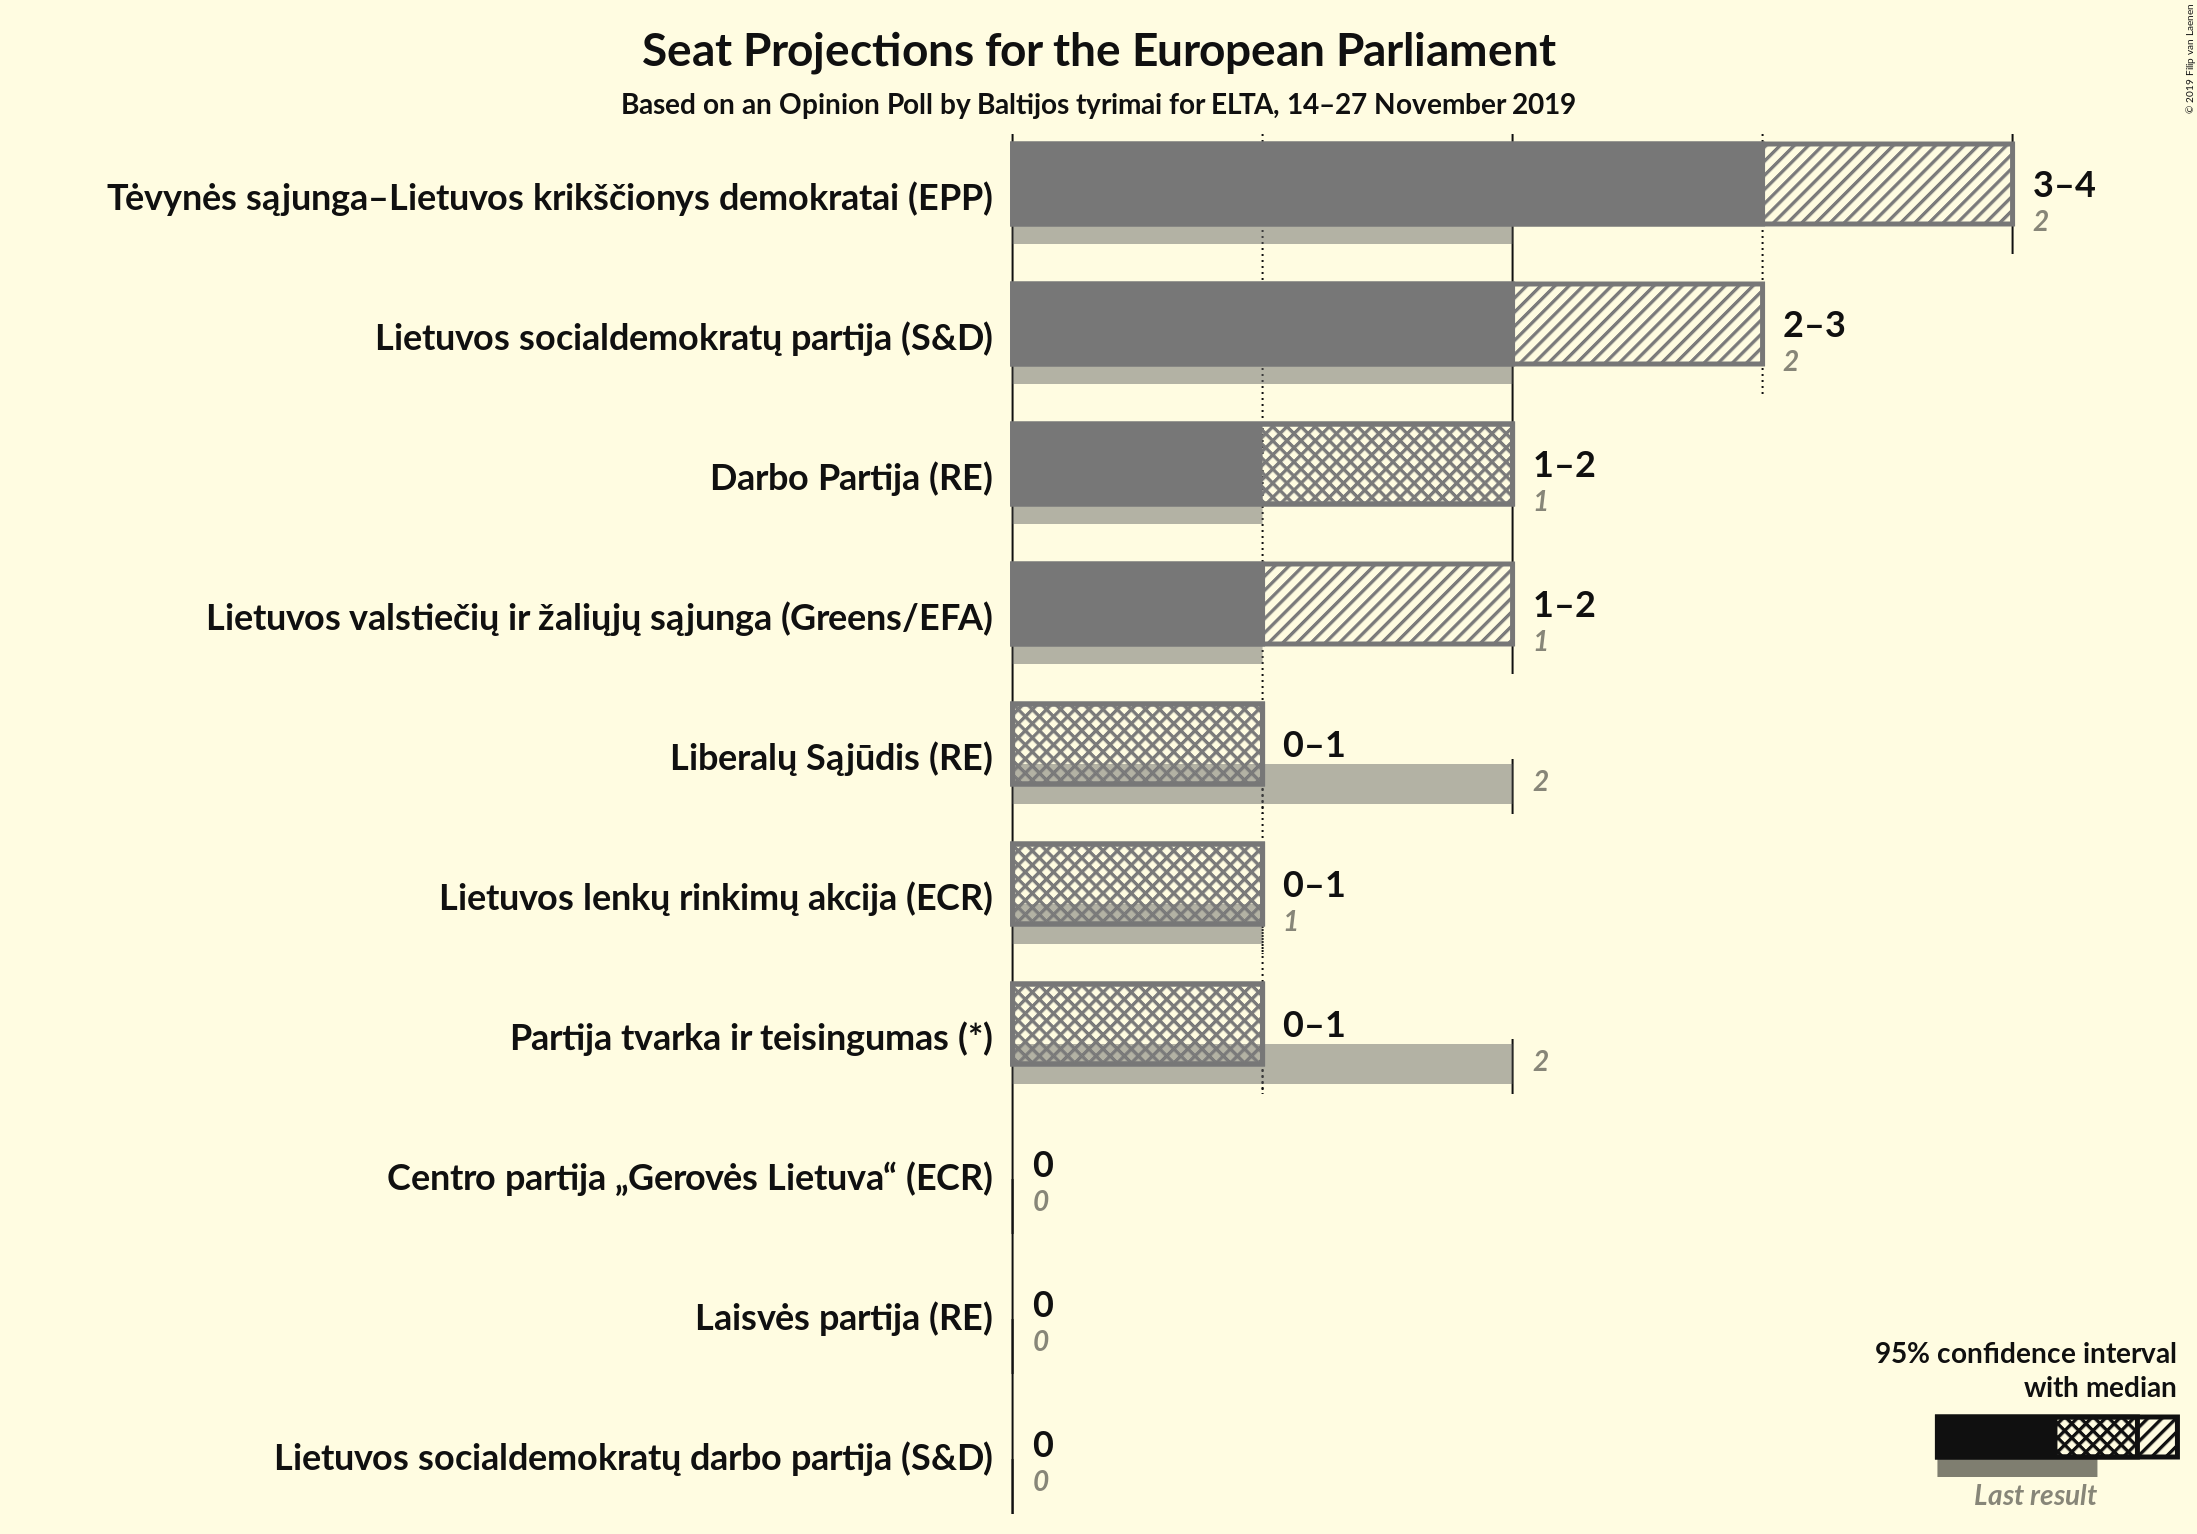 Seat Projections for the European Parliament
Based on an Opinion Poll by Baltijos tyrimai for ELTA, 14–27 November 2019
© 2019 Filip van Laenen
Tėvynės sąjunga–Lietuvos krikščionys demokratai (EPP)
3–4
2
Lietuvos socialdemokratų partija (S&D)
2–3
2
Darbo Partija (RE)
1–2
1
Lietuvos valstiečių ir žaliųjų sąjunga (Greens/EFA)
1–2
1
Liberalų Sąjūdis (RE)
0–1
2
Lietuvos lenkų rinkimų akcija (ECR)
0–1
1
Partija tvarka ir teisingumas (*)
0–1
2
Centro partija „Gerovės Lietuva“ (ECR)
0
0
Laisvės partija (RE)
0
0
Lietuvos socialdemokratų darbo partija (S&D)
0
0
95% confidence interval
with median
Last result